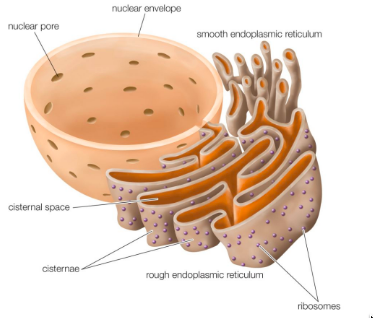 nuclear envelope
nuclear pore
smooth endoplasmic reticulum
cisternal space
cisternae
rough endoplasmic reticulum
ribosomes